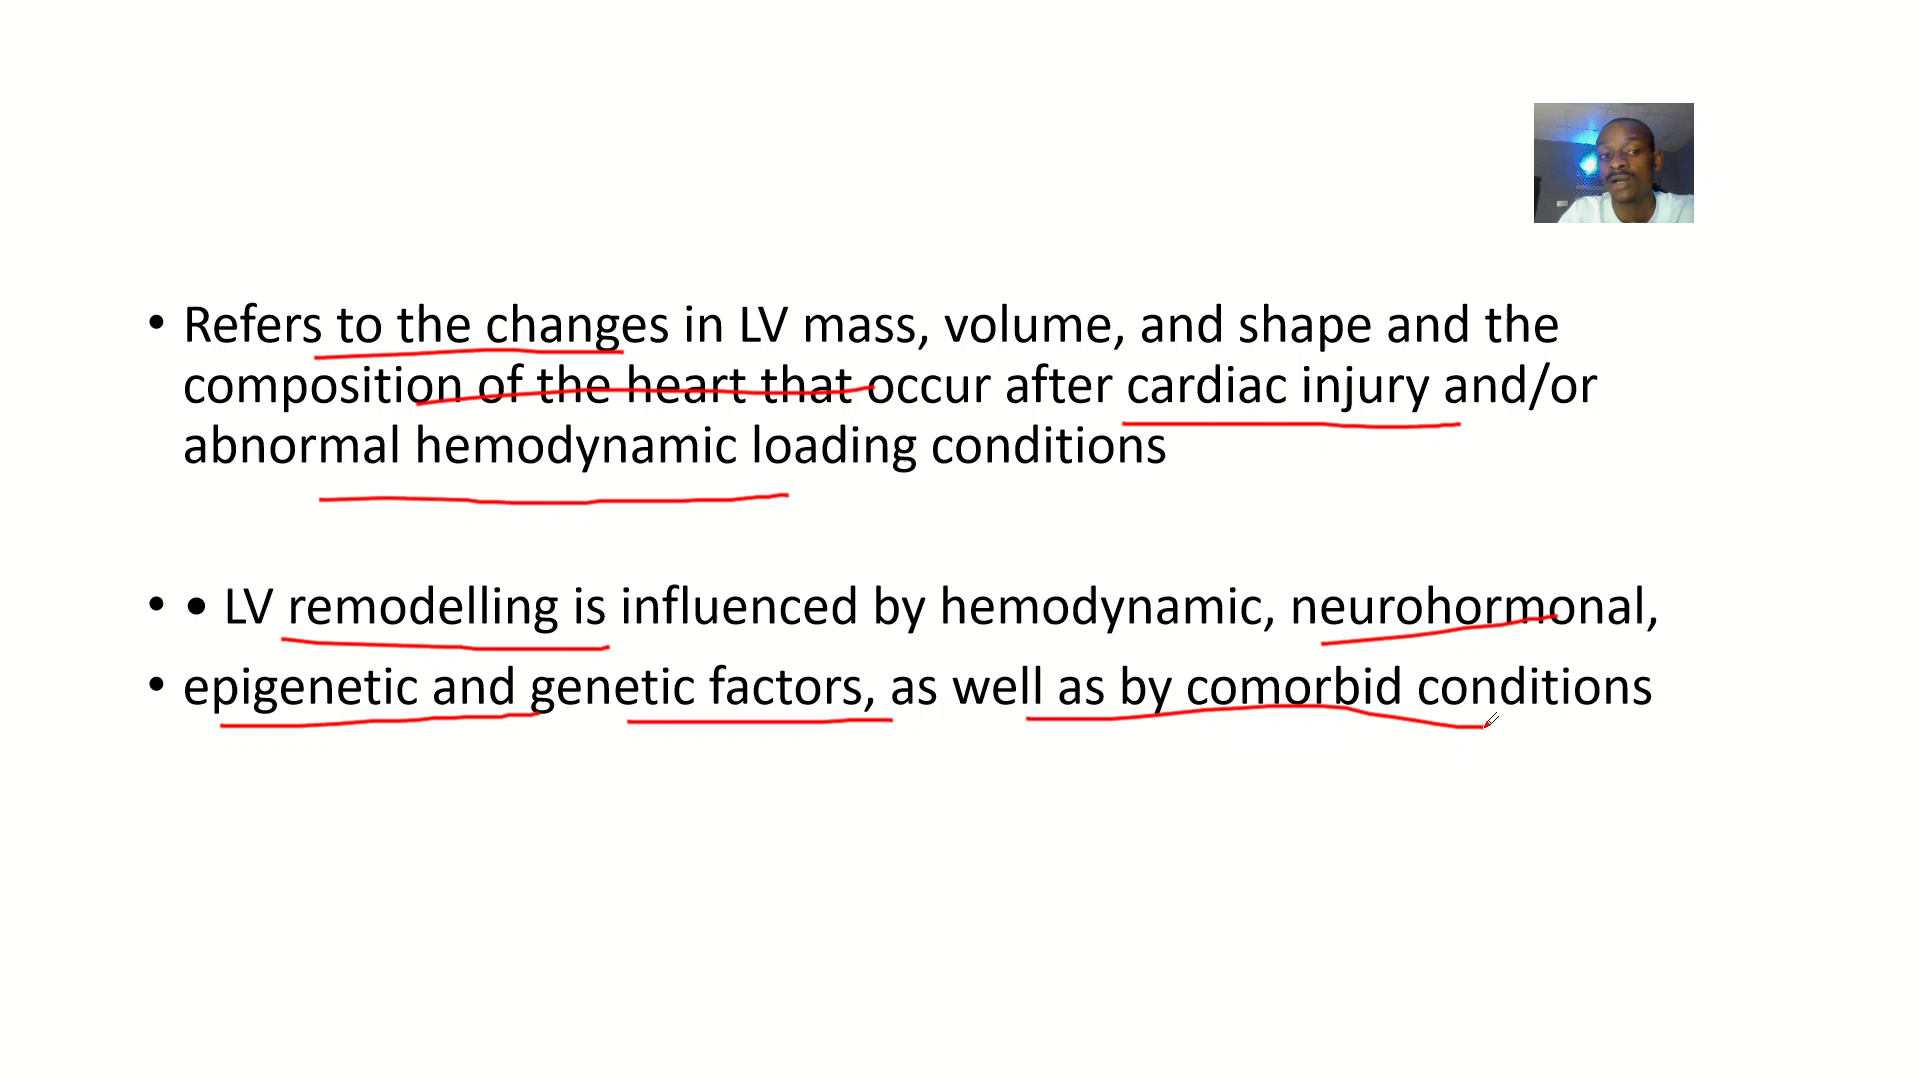 • Refers to the changes in LV mass, volume, and shape and the
composition of the heart that occur after cardiac injury and/or
abnormal hemodynamic loading conditions
• • LV remodelling is influenced by hemodynamic, neurohormonal,
• epigenetic and genetic factors, as well as by comorbid conditions